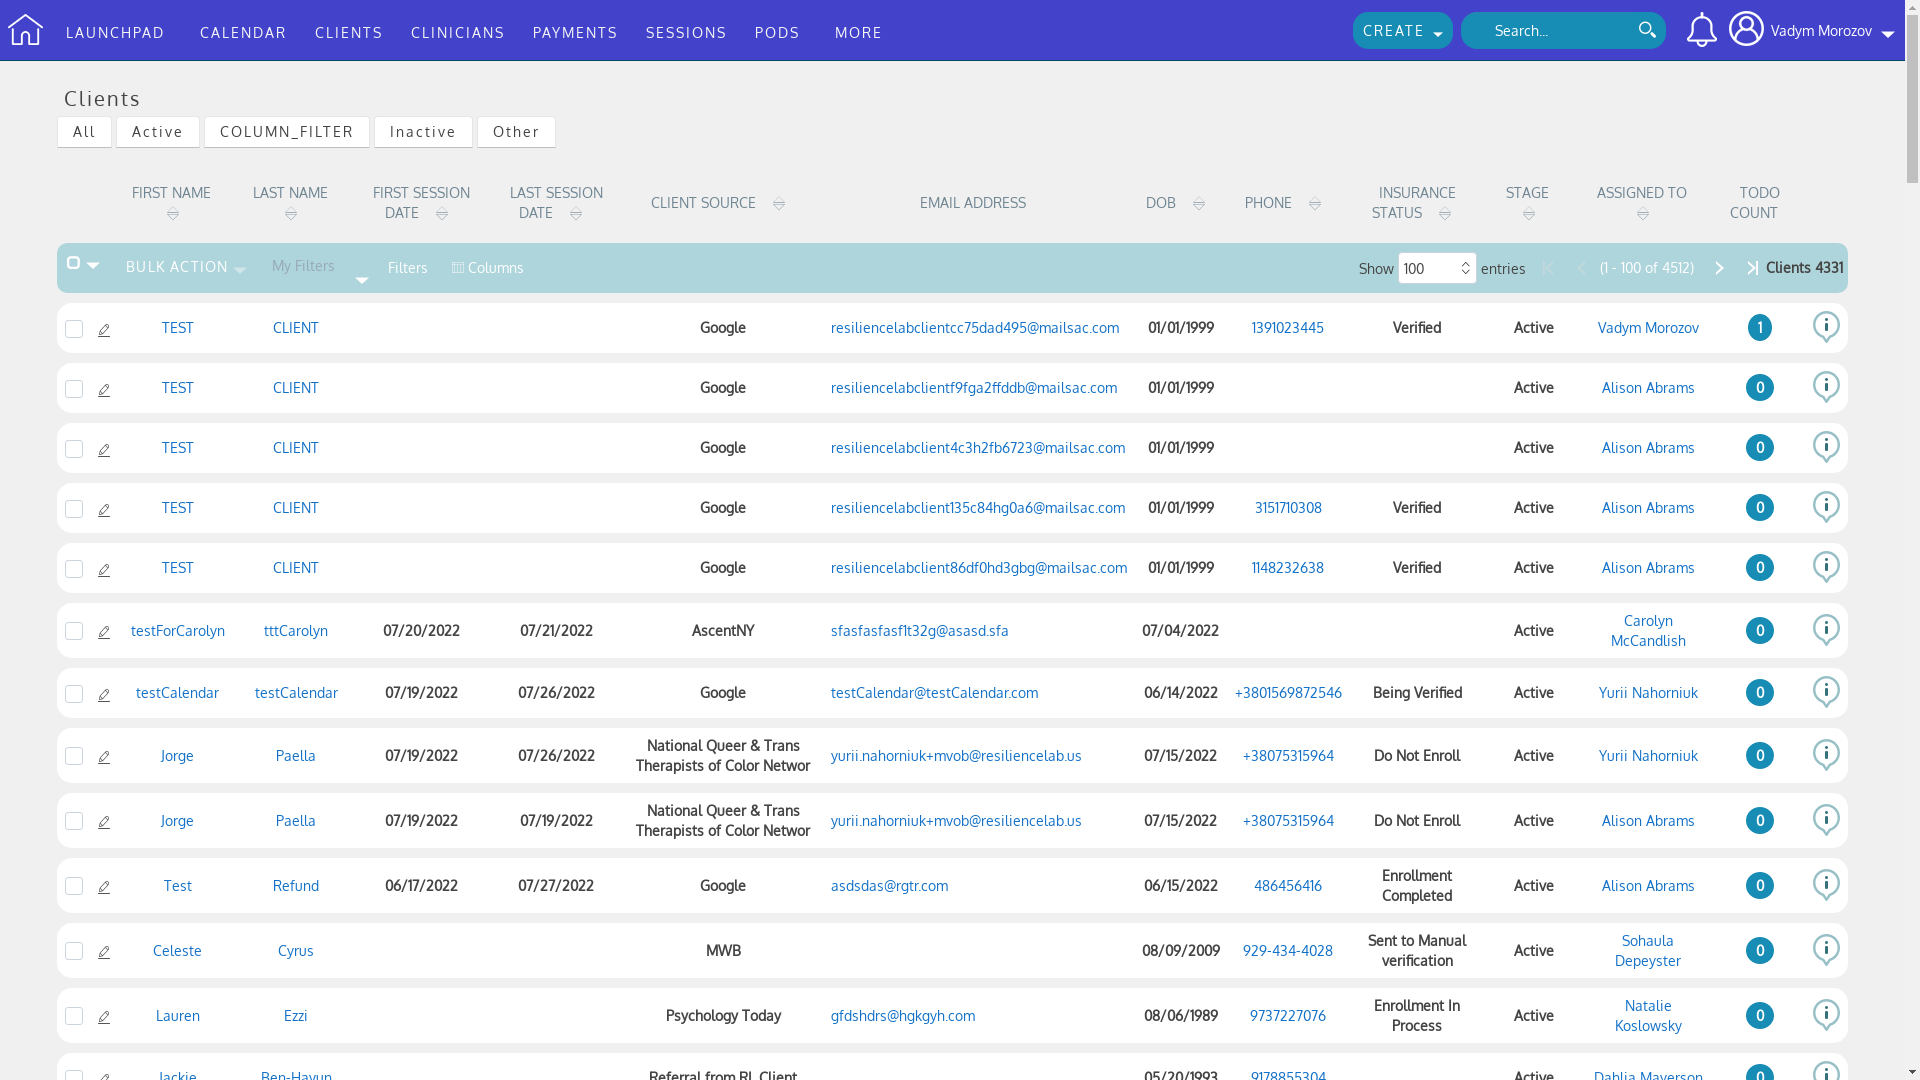 LAUNCHPAD CALENDAR CLIENTS CLINICIANS PAYMENTS SESSIONS PODS MORE CREATE Search... Vadym Morozov
Clients
All Active COLUMN_FILTER Inactive Other
FIRST NAME LAST NAME FIRST SESSION DATE LAST SESSION DATE CLIENT SOURCE EMAIL ADDRESS DOB PHONE INSURANCE STATUS STAGE ASSIGNED TO TODO COUNT
BULK ACTION My Filters Filters Columns Show 100 entries (1 - 100 of 4512) Clients 4331
TEST CLIENT Google resiliencelabclientcc75dad495@mailsac.com 01/01/1999 1391023445 Verified Active Vadym Morozov 1
TEST CLIENT Google resiliencelabclientf9fga2ffddb@mailsac.com 01/01/1999 Active Alison Abrams 0
TEST CLIENT Google resiliencelabclient4c3h2fb6723@mailsac.com 01/01/1999 Active Alison Abrams 0
TEST CLIENT Google resiliencelabclient135c84hg0a6@mailsac.com 01/01/1999 3151710308 Verified Active Alison Abrams 0
TEST CLIENT Google resiliencelabclient86df0hd3gbg@mailsac.com 01/01/1999 1148232638 Verified Active Alison Abrams 0
testForCarolyn tttCarolyn 07/20/2022 07/21/2022 AscentNY sfasfasfasf1t32g@asasd.sfa 07/04/2022 Active Carolyn McCandlish 0
testCalendar testCalendar 07/19/2022 07/26/2022 Google testCalendar@testCalendar.com 06/14/2022 +3801569872546 Being Verified Active Yurii Nahorniuk 0
Jorge Paella 07/19/2022 07/26/2022 National Queer & Trans Therapists of Color Networ yurii.nahorniuk+mvob@resiliencelab.us 07/15/2022 +38075315964 Do Not Enroll Active Yurii Nahorniuk 0
Jorge Paella 07/19/2022 07/19/2022 National Queer & Trans Therapists of Color Networ yurii.nahorniuk+mvob@resiliencelab.us 07/15/2022 +38075315964 Do Not Enroll Active Alison Abrams 0
Test Refund 06/17/2022 07/27/2022 Google asdsdas@rgtr.com 06/15/2022 486456416 Enrollment Completed Active Alison Abrams 0
Celeste Cyrus MWB 08/09/2009 929-434-4028 Sent to Manual verification Active Sohaula Depeyster 0
Lauren Ezzi Psychology Today gfdshdrs@hgkgyh.com 08/06/1989 9737227076 Enrollment In Process Active Natalie Koslowsky 0
Jackie Ben-Hayun Referral from RL Client 05/20/1993 9178855304 Active Dahlia Mayerson 0